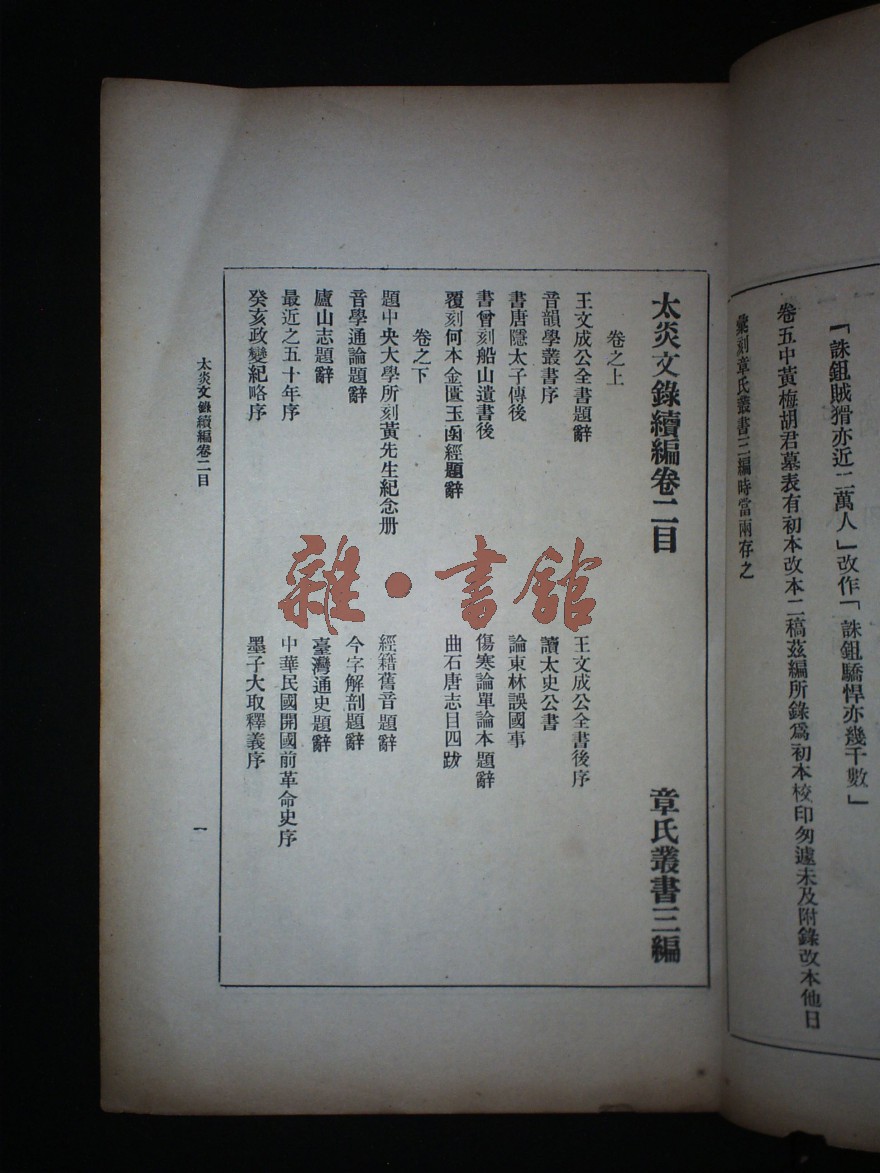 「誅鉏賊猾亦近二萬人」改作「誅鉏驕悍亦幾千數」
卷五中黃梅胡君墓表有初本改本二稿茲編所錄爲初本校印匆遽未及附錄改本他日
彙刻章氏叢書三編時當兩存之
太炎文錄續編卷二目　章氏叢書三編
卷之上
王文成公全書題辭　王文成公全書後序
音韻學叢書序　讀太史公書
書唐隱太子傳後　論東林誤國事
書曾刻船山遺書後　傷寒論單論本題辭
覆刻何本金匱玉函經題辭　曲石唐志目四跋
卷之下
題中央大學所刻黃先生紀念册　經籍舊音題辭
音學通論題辭　今字解剖題辭
廬山志題辭　臺灣通史題辭
最近之五十年序　中華民國開國前革命史序
癸亥政變紀略序　墨子大取釋義序
太炎文錄續編卷二目　一
雜·書館